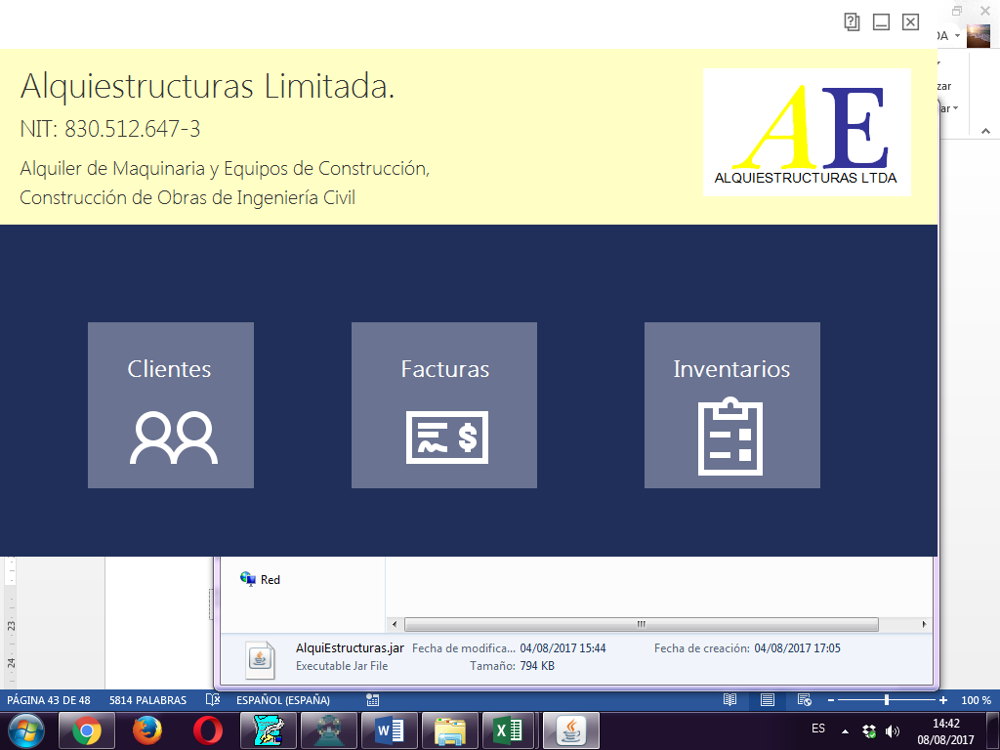 DA
Alquiestructuras Limitada.
NIT: 830.512.647-3
Alquiler de Maquinaria y Equipos de Construcción,
Construcción de Obras de Ingeniería Civil
AE
ALQUIESTRUCTURAS LTDA
zar
ar
Clientes
Facturas
$
Inventarios
Red
23
24
AlquiEstructuras.jar
Fecha de modifica... 04/08/2017 15:44
Fecha de creación: 04/08/2017 17:05
Executable Jar File
Tamaño: 794 KB
PÁGINA 43 DE 48
5814 PALABRAS
ESPAÑOL (ESPAÑA)
100 %
ES
14:42
08/08/2017